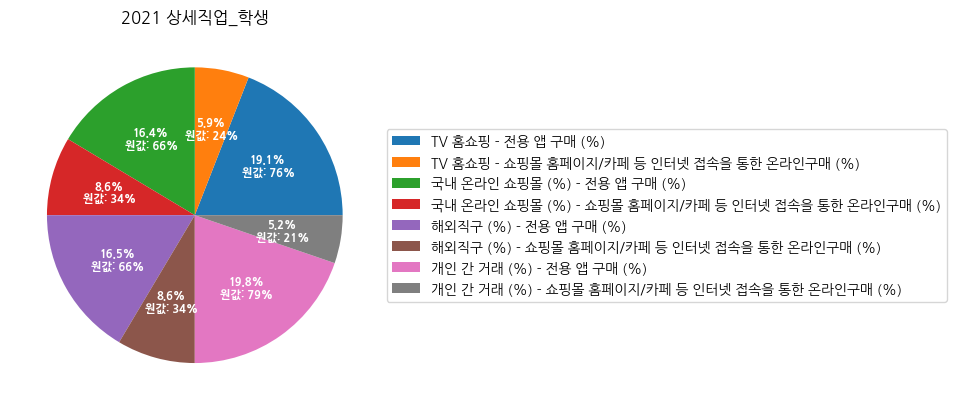 2021 상세직업_학생
16.4%
원값: 66%
5.9%
원값: 24%
19.1%
원값: 76%
8.6%
원값: 34%
16.5%
원값: 66%
8.6%
원값: 34%
19.8%
원값: 79%
5.2%
원값: 21%
TV 홈쇼핑 - 전용 앱 구매 (%)
TV 홈쇼핑 - 쇼핑몰 홈페이지/카페 등 인터넷 접속을 통한 온라인구매 (%)
국내 온라인 쇼핑몰 (%) - 전용 앱 구매 (%)
국내 온라인 쇼핑몰 (%) - 쇼핑몰 홈페이지/카페 등 인터넷 접속을 통한 온라인구매 (%)
해외직구 (%) - 전용 앱 구매 (%)
해외직구 (%) - 쇼핑몰 홈페이지/카페 등 인터넷 접속을 통한 온라인구매 (%)
개인 간 거래 (%) - 전용 앱 구매 (%)
개인 간 거래 (%) - 쇼핑몰 홈페이지/카페 등 인터넷 접속을 통한 온라인구매 (%)